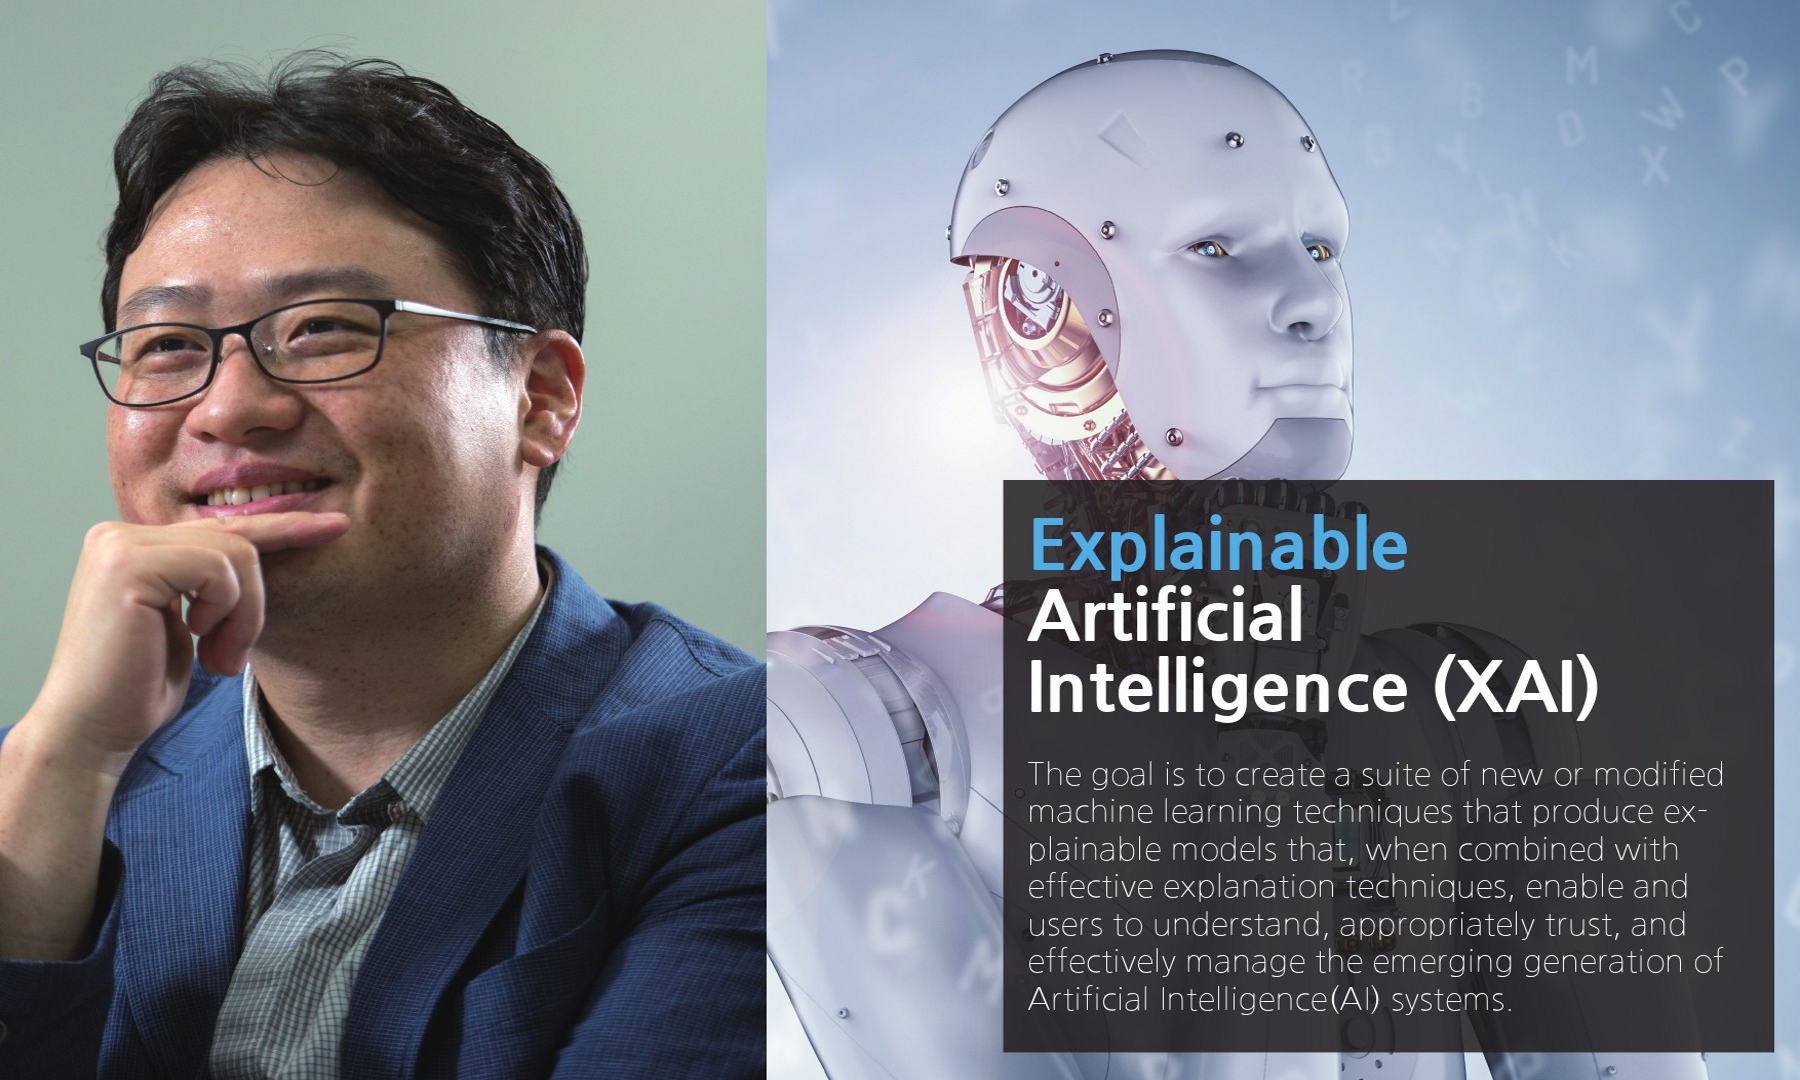 Explainable
Artificial
Intelligence (XAI)
The goal is to create a suite of new or modified
machine learning techniques that produce ex-
plainable models that, when combined with
effective explanation techniques, enable and
users to understand, appropriately trust, and
effectively manage the emerging generation of
Artificial Intelligence(AI) systems.